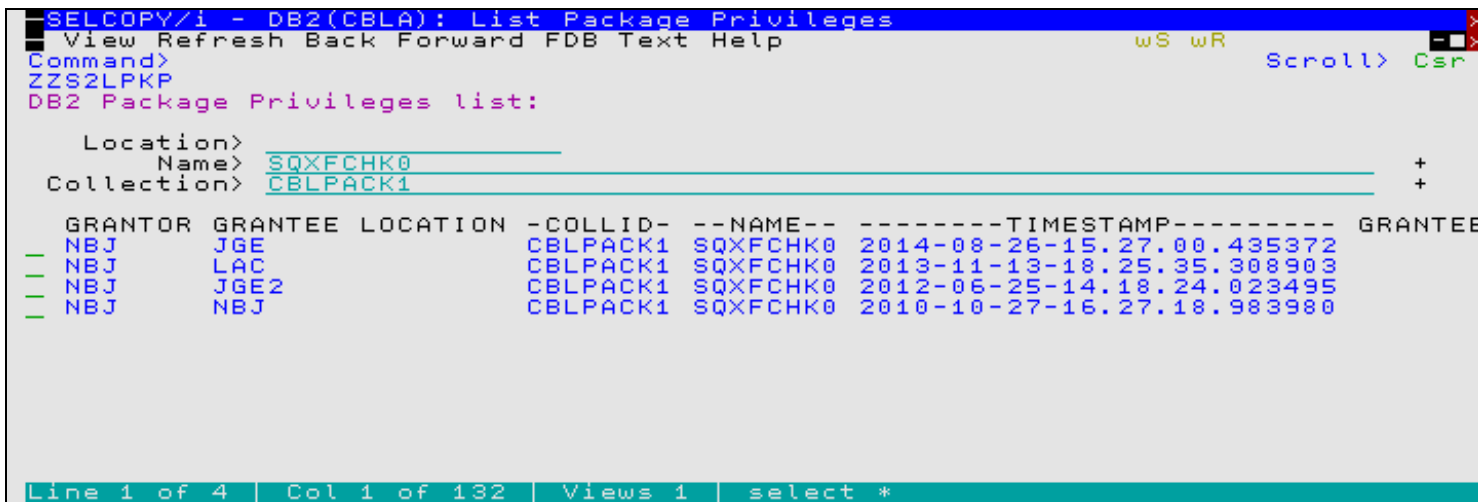 SELCOPY/i - DB2(CBLA): List Package Privileges
View Refresh Back Forward FDB Text Help wS wR
Command> Scroll> Csr
ZZS2LPKP
DB2 Package Privileges list:
Location>
Name> SQXFCHK0 +
Collection> CBLPACK1 +
GRANTOR GRANTEE LOCATION -COLLID- --NAME-- --------TIMESTAMP--------- GRANTEE
_ NBJ JGE CBLPACK1 SQXFCHK0 2014-08-26-15.27.00.435372
_ NBJ LAC CBLPACK1 SQXFCHK0 2013-11-13-18.25.35.308903
_ NBJ JGE2 CBLPACK1 SQXFCHK0 2012-06-25-14.18.24.023495
_ NBJ NBJ CBLPACK1 SQXFCHK0 2010-10-27-16.27.18.983980
Line 1 of 4 | Col 1 of 132 | Views 1 | select *